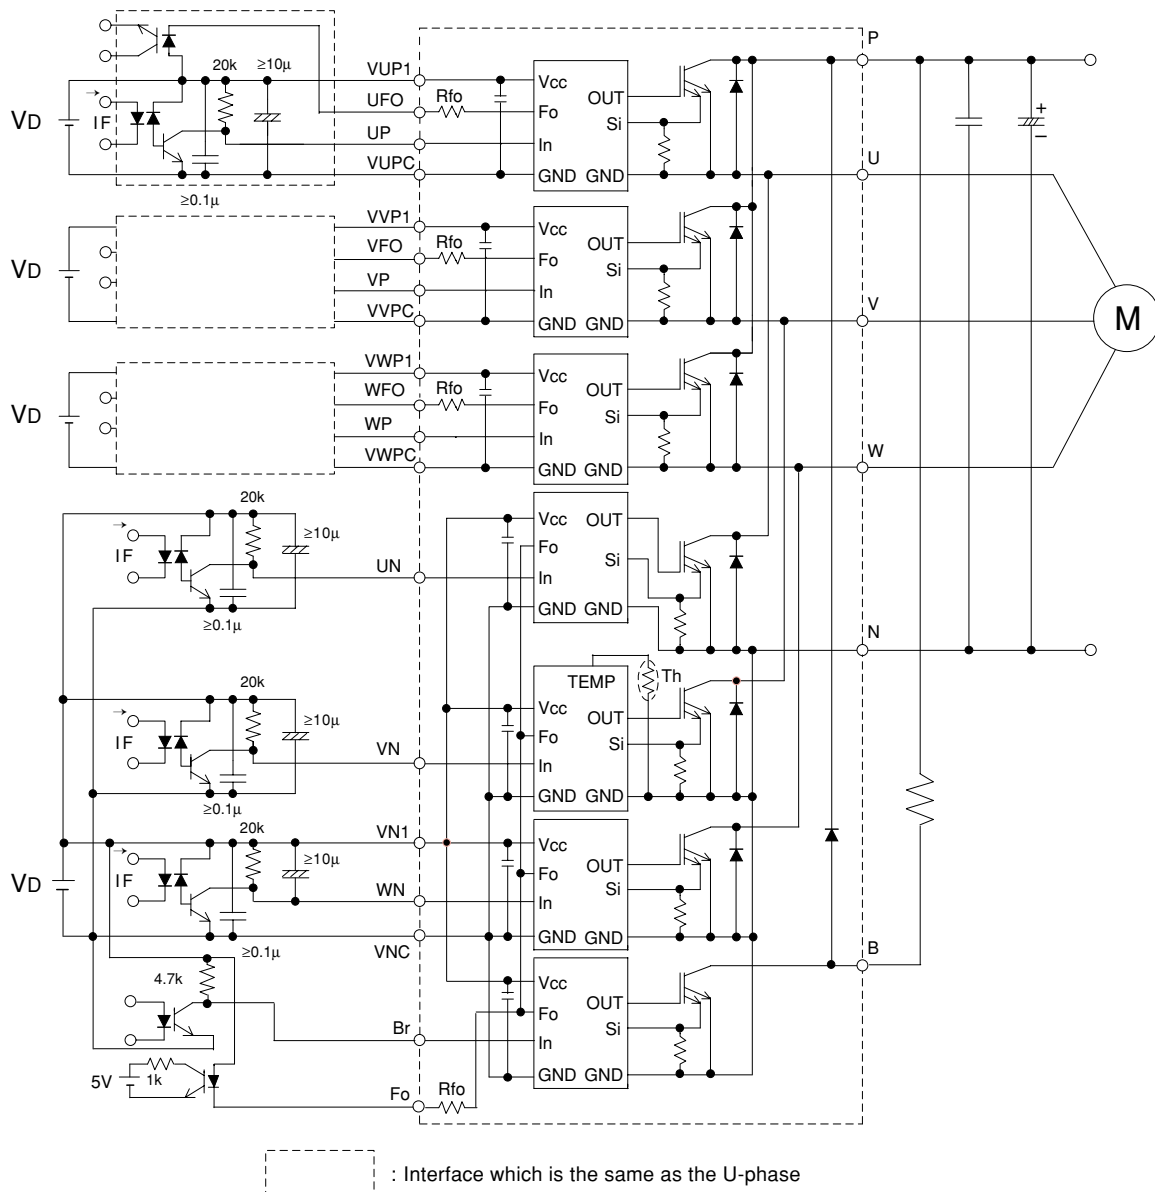 20k
≥10µ
VD
IF
≥0.1µ
VUP1
UFO
UP
VUPC
Rfo
Vcc
Fo
In
GND GND
OUT
Si
P
+
–
U
VD
VVP1
VFO
VP
VVPC
Rfo
Vcc
Fo
In
GND GND
OUT
Si
V
M
VD
VWP1
WFO
WP
VWPC
Rfo
Vcc
Fo
In
GND GND
OUT
Si
W
20k
≥10µ
IF
≥0.1µ
UN
Vcc
Fo
In
GND GND
OUT
Si
N
20k
≥10µ
IF
≥0.1µ
VN
TEMP
Th
Vcc
Fo
In
GND GND
OUT
Si
20k
≥10µ
VD
IF
≥0.1µ
VN1
WN
VNC
Vcc
Fo
In
GND GND
OUT
Si
B
4.7k
Br
Vcc
Fo
In
GND GND
OUT
Si
5V
1k
Fo
Rfo
: Interface which is the same as the U-phase